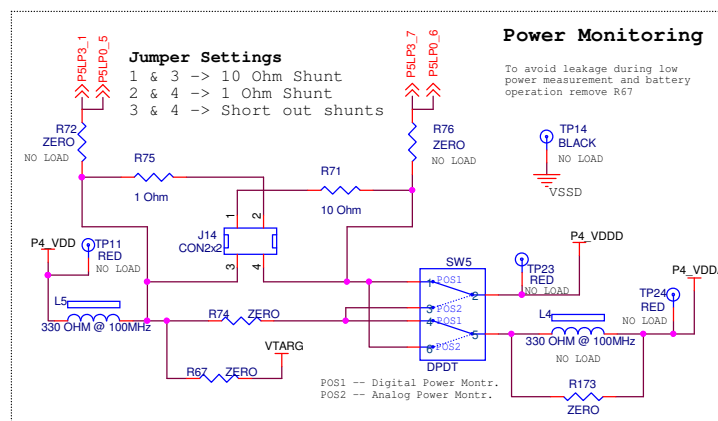 P5LP3_1
P5LP0_5
Jumper Settings
1 & 3 -> 10 Ohm Shunt
2 & 4 -> 1 Ohm Shunt
3 & 4 -> Short out shunts
P5LP3_7
P5LP0_6
Power Monitoring
To avoid leakage during low
power measurement and battery
operation remove R67
R72
ZERO
NO LOAD
R75
1 Ohm
R76
ZERO
NO LOAD
R71
10 Ohm
TP14
BLACK
NO LOAD
VSSD
1
2
J14
CON2x2
3
4
P4_VDD
TP11
RED
NO LOAD
L5
330 OHM @ 100MHz
R74
ZERO
VTARG
R67
ZERO
SW5
1
POS1
2
3
POS2
4
POS1
5
6
POS2
DPDT
POS1 -- Digital Power Montr.
POS2 -- Analog Power Montr.
P4_VDDD
TP23
RED
NO LOAD
L4
330 OHM @ 100MHz
NO LOAD
TP24
RED
NO LOAD
P4_VDDA
R173
ZERO